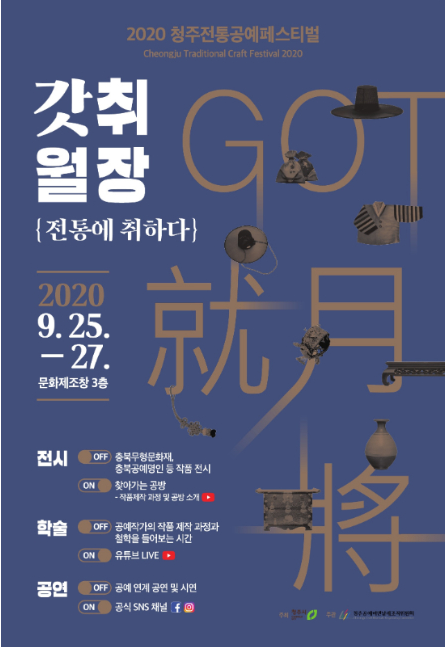 2020 청주전통공예페스티벌
Cheongju Traditional Craft Festival 2020
갓취
월장
{전통에 취하다}
GOT
就月
將
2020
9. 25.
– 27.
문화제조창 3층
전시
OFF 충북무형문화재,
충북공예명인 등 작품 전시
ON 찾아가는 공방
- 작품제작 과정 및 공방 소개
학술
OFF 공예작가의 작품 제작 과정과
철학을 들어보는 시간
ON 유튜브 LIVE
공연
OFF 공예 연계 공연 및 시연
ON 공식 SNS 채널
주최
주관